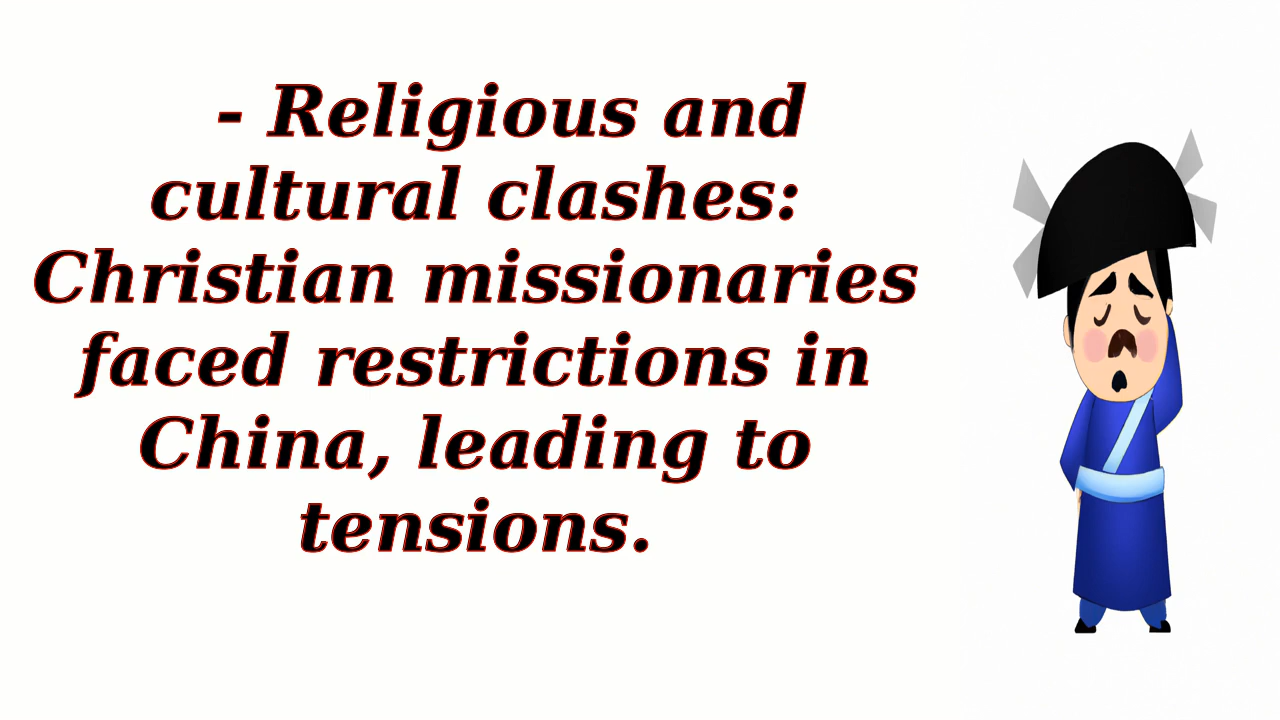 - Religious and
cultural clashes:
Christian missionaries
faced restrictions in
China, leading to
tensions.